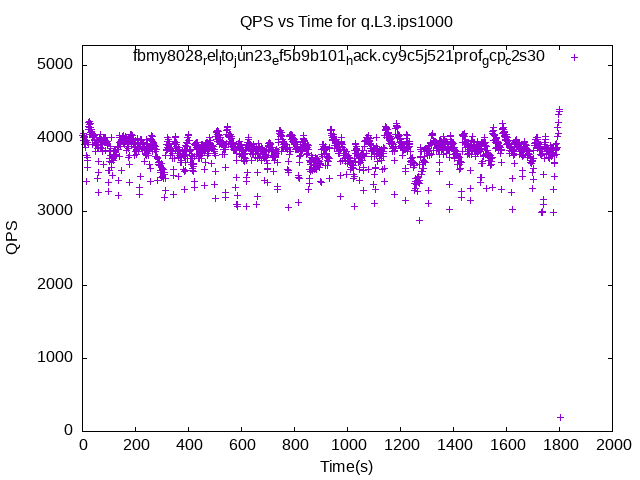 QPS vs Time for q.L3.ips1000
fbmy8028relltojun23ef5b9b101hack.cy9c5j521profgcpc2s30
5000
4000
3000
2000
1000
0
QPS
0 200 400 600 800 1000 1200 1400 1600 1800 2000
Time(s)